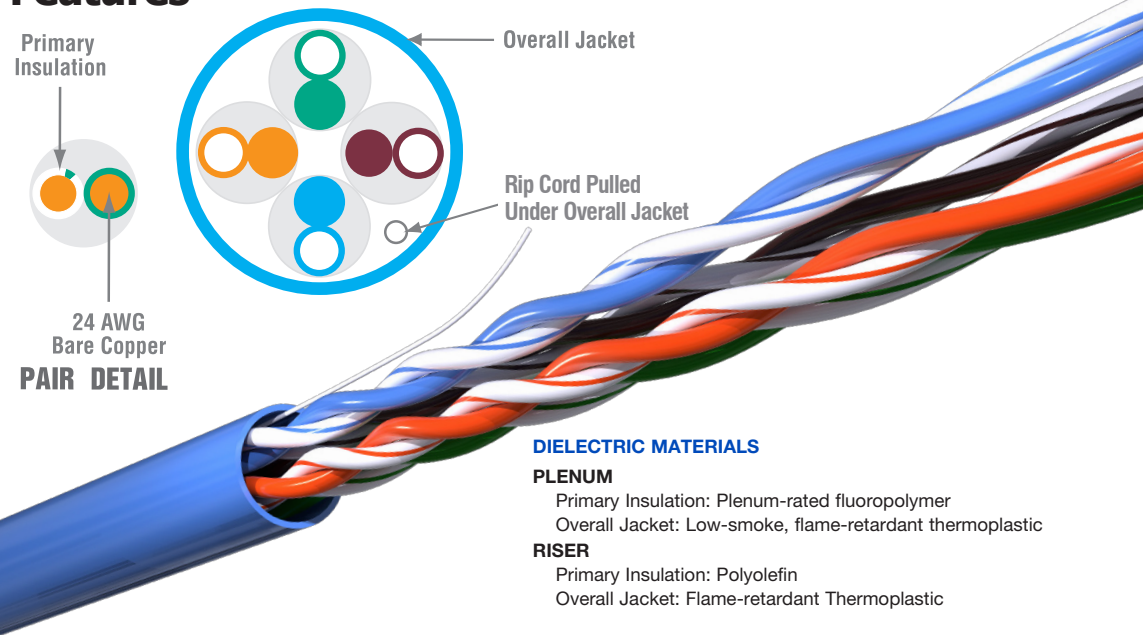 Features
Primary
Insulation
Overall Jacket
Rip Cord Pulled
Under Overall Jacket
24 AWG
Bare Copper
PAIR DETAIL
DIELECTRIC MATERIALS
PLENUM
Primary Insulation: Plenum-rated fluoropolymer
Overall Jacket: Low-smoke, flame-retardant thermoplastic
RISER
Primary Insulation: Polyolefin
Overall Jacket: Flame-retardant Thermoplastic